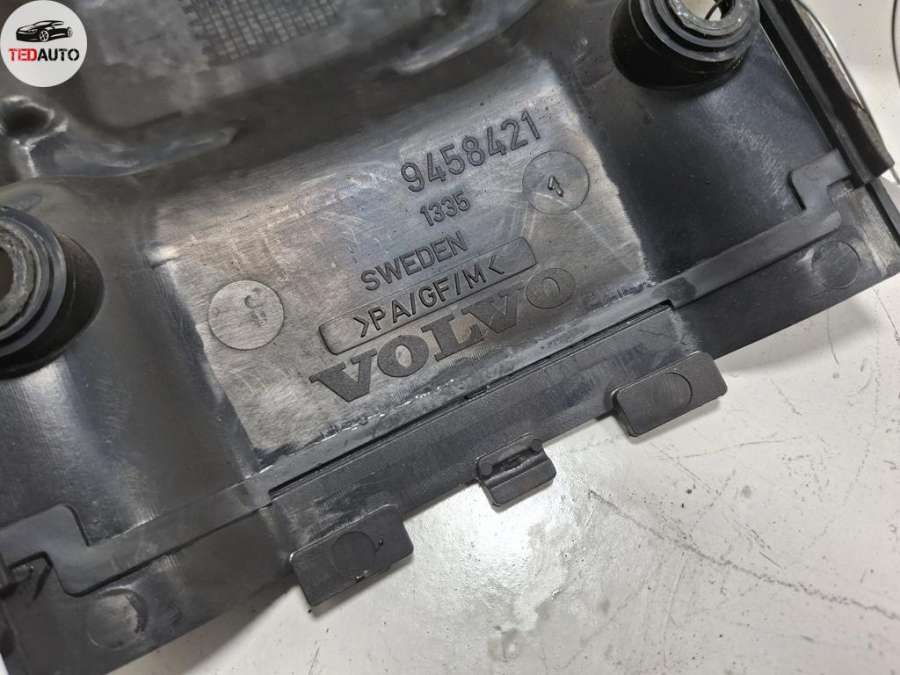 TEDAUTO
9458421
1335
SWEDEN
>PA/GF/M<
VOLVO